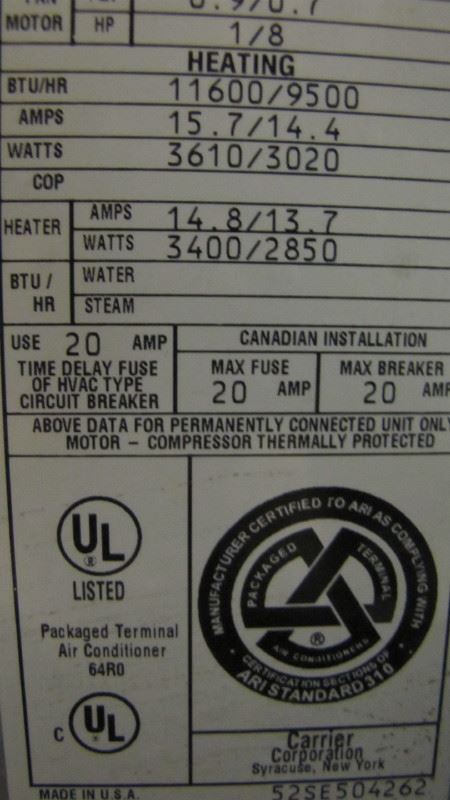 MOTOR HP 1/8
HEATING
BTU/HR 11600/9500
AMPS 15.7/14.4
WATTS 3610/3020
COP
HEATER AMPS 14.8/13.7
WATTS 3400/2850
BTU / HR WATER
STEAM
USE 20 AMP
TIME DELAY FUSE
OF HVAC TYPE
CIRCUIT BREAKER
CANADIAN INSTALLATION
MAX FUSE
20 AMP
MAX BREAKER
20 AMP
ABOVE DATA FOR PERMANENTLY CONNECTED UNIT ONLY
MOTOR – COMPRESSOR THERMALLY PROTECTED
UL
®
LISTED
Packaged Terminal
Air Conditioner
64R0
C UL
®
MANUFACTURER CERTIFIED TO ARI AS COMPLYING WITH
PACKAGED TERMINAL
AIR CONDITIONERS
®
CERTIFICATION SECTIONS OF
ARI STANDARD 310
Carrier
Corporation
Syracuse, New York
MADE IN U.S.A.
52SE504262